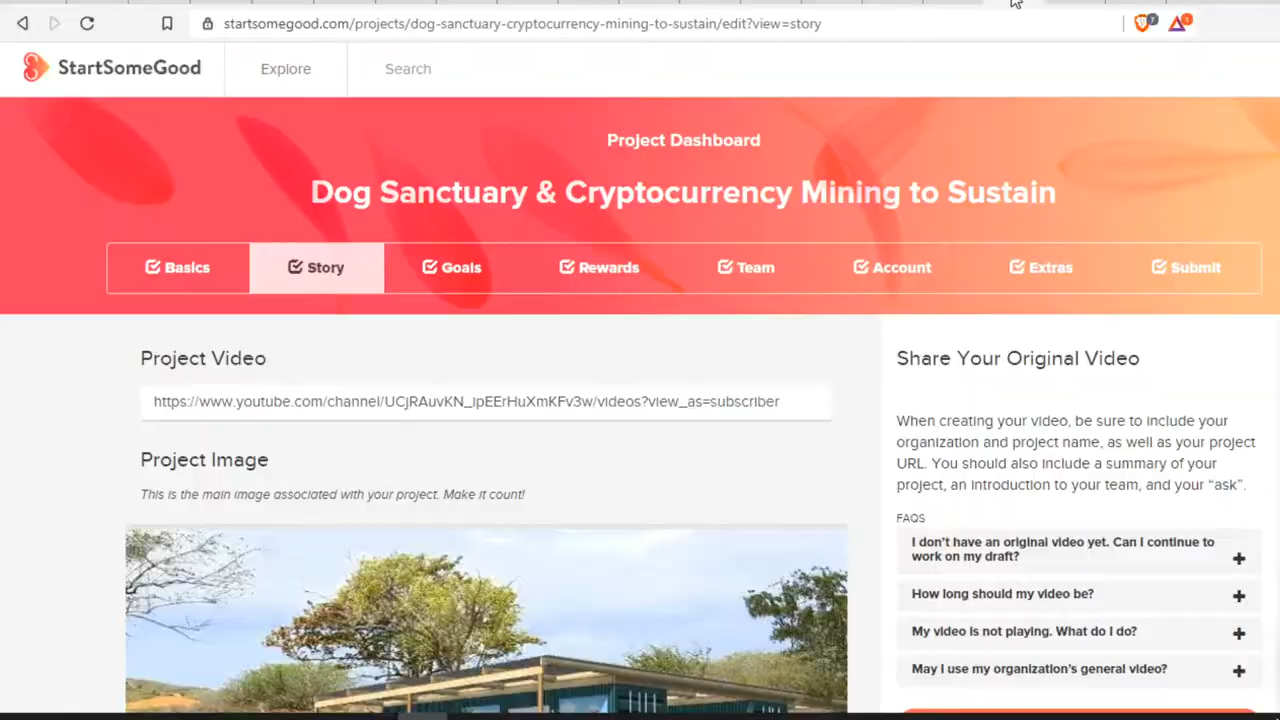 startsomegood.com/projects/dog-sanctuary-cryptocurrency-mining-to-sustain/edit?view=story
7
1
StartSomeGood
Explore
Search
Project Dashboard
Dog Sanctuary & Cryptocurrency Mining to Sustain
Basics
Story
Goals
Rewards
Team
Account
Extras
Submit
Project Video
https://www.youtube.com/channel/UCjRAuvKN_ipEErHuXmKFv3w/videos?view_as=subscriber
Project Image
This is the main image associated with your project. Make it count!
Share Your Original Video
When creating your video, be sure to include your
organization and project name, as well as your project
URL. You should also include a summary of your
project, an introduction to your team, and your “ask”.
FAQS
I don’t have an original video yet. Can I continue to
work on my draft?
How long should my video be?
My video is not playing. What do I do?
May I use my organization’s general video?